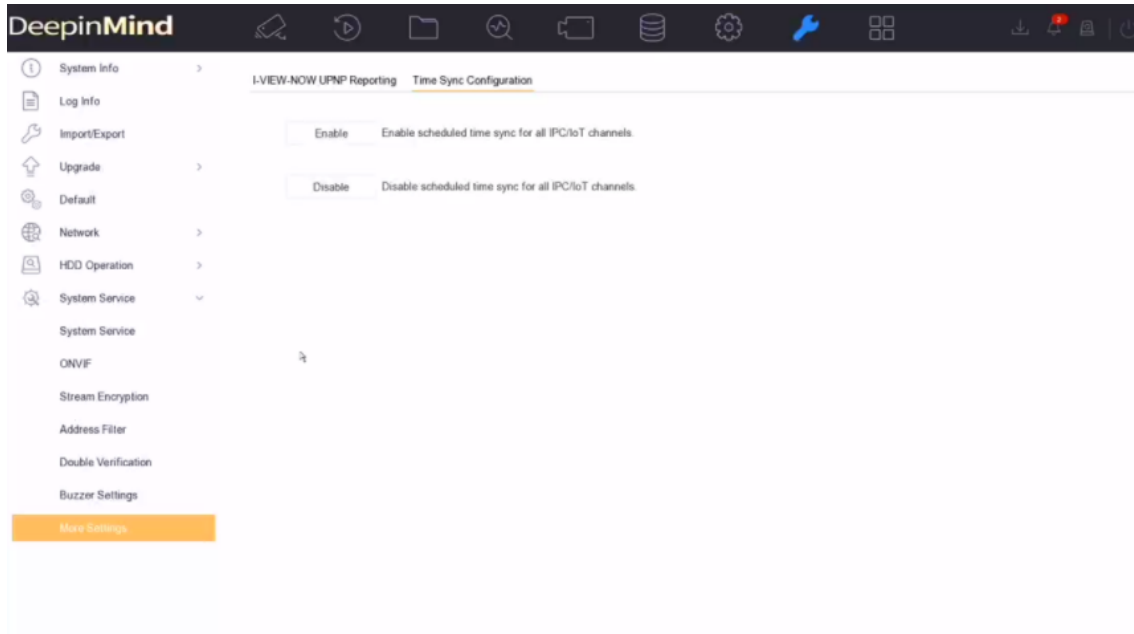 DeepinMind
2
System Info
Log Info
Import/Export
Upgrade
Default
Network
HDD Operation
System Service
System Service
ONVIF
Stream Encryption
Address Filter
Double Verification
Buzzer Settings
More Settings
I-VIEW-NOW UPNP Reporting Time Sync Configuration
Enable Enable scheduled time sync for all IPC/IoT channels.
Disable Disable scheduled time sync for all IPC/IoT channels.